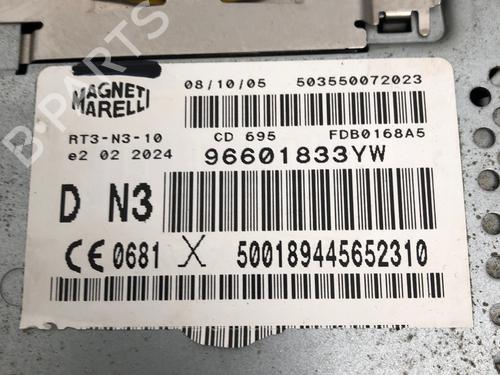 MAGNETI
MARELLI
08/10/05 503550072023
RT3-N3-10 CD 695 FDB0168A5
e2 02 2024 96601833YW
D N3
CE 0681 X 500189445652310
B-PARTS